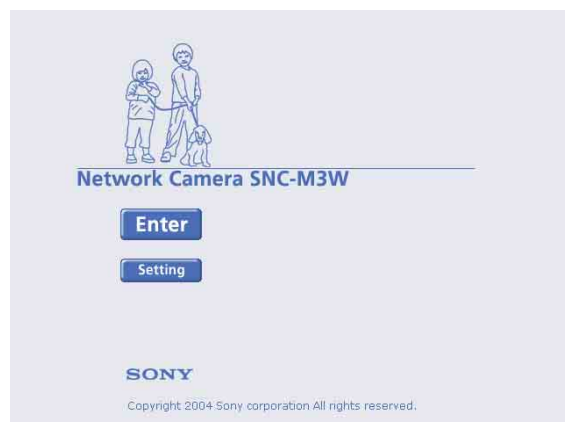 Network Camera SNC-M3W
Enter
Setting
SONY
Copyright 2004 Sony corporation All rights reserved.